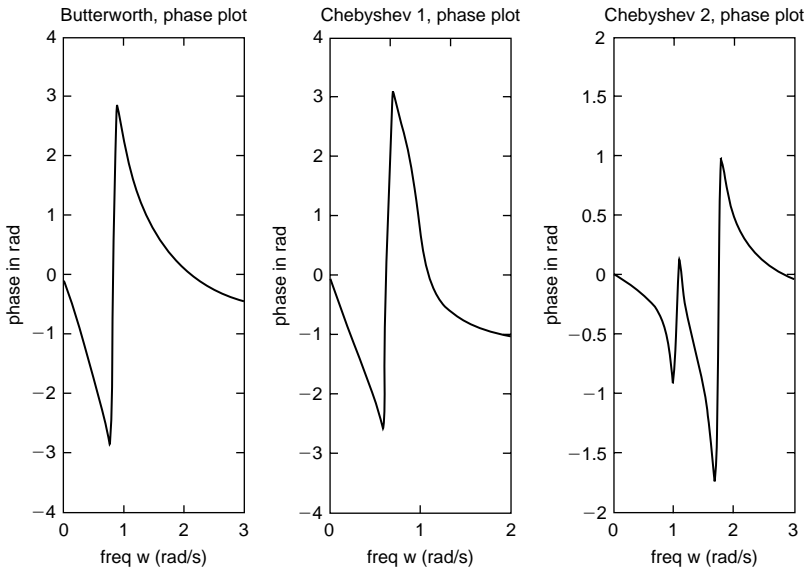 Butterworth, phase plot
4
3
2
1
0
−1
−2
−3
−4
phase in rad
0 1 2 3
freq w (rad/s)
Chebyshev 1, phase plot
4
3
2
1
0
−1
−2
−3
−4
phase in rad
0 1 2
freq w (rad/s)
Chebyshev 2, phase plot
2
1.5
1
0.5
0
−0.5
−1
−1.5
−2
phase in rad
0 1 2 3
freq w (rad/s)